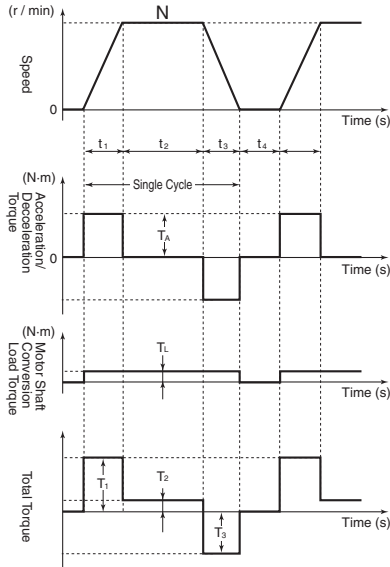 (r / min)
N
Speed
0
Time (s)
t1
t2
t3
t4
Single Cycle
(N·m)
Acceleration/
Decceleration
Torque
TA
0
Time (s)
(N·m)
Motor Shaft
Conversion
Load Torque
TL
Time (s)
Total Torque
T1
T2
T3
Time (s)